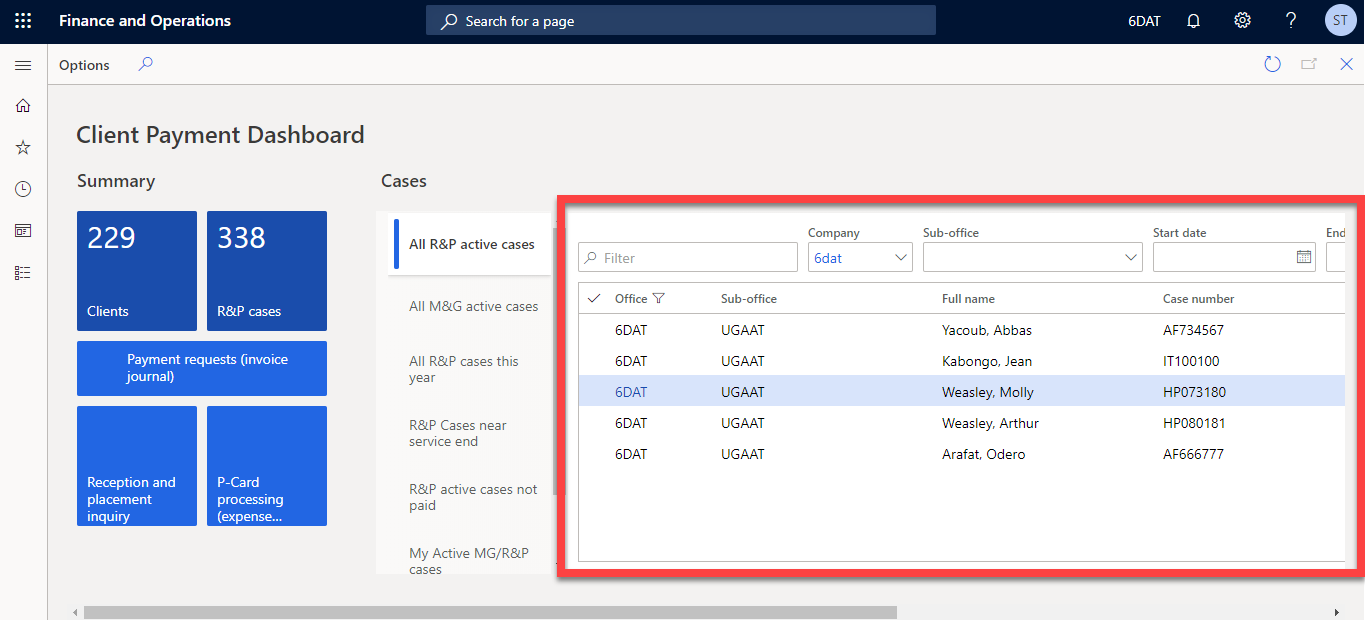 Finance and Operations
Search for a page
6DAT
?
ST
Options
Client Payment Dashboard
Summary
229
Clients
338
R&P cases
Payment requests (invoice
journal)
Reception and
placement
inquiry
P-Card
processing
(expense...
Cases
All R&P active cases
All M&G active cases
All R&P cases this
year
R&P Cases near
service end
R&P active cases not
paid
My Active MG/R&P
cases
Filter
Company
6dat
Sub-office
Start date
End
Office Sub-office Full name Case number
6DAT UGAAT Yacoub, Abbas AF734567
6DAT UGAAT Kabongo, Jean IT100100
6DAT UGAAT Weasley, Molly HP073180
6DAT UGAAT Weasley, Arthur HP080181
6DAT UGAAT Arafat, Odero AF666777